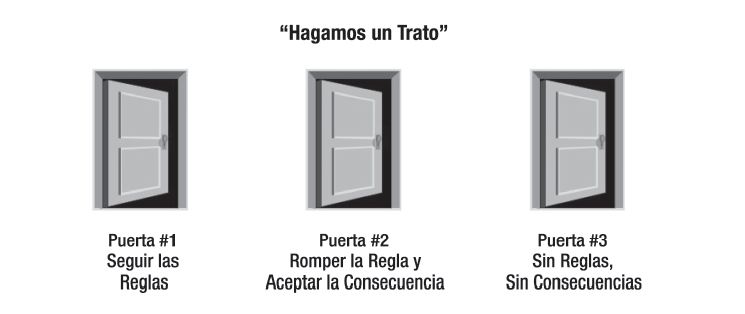 “Hagamos un Trato”
Puerta #1
Seguir las
Reglas
Puerta #2
Romper la Regla y
Aceptar la Consecuencia
Puerta #3
Sin Reglas,
Sin Consecuencias